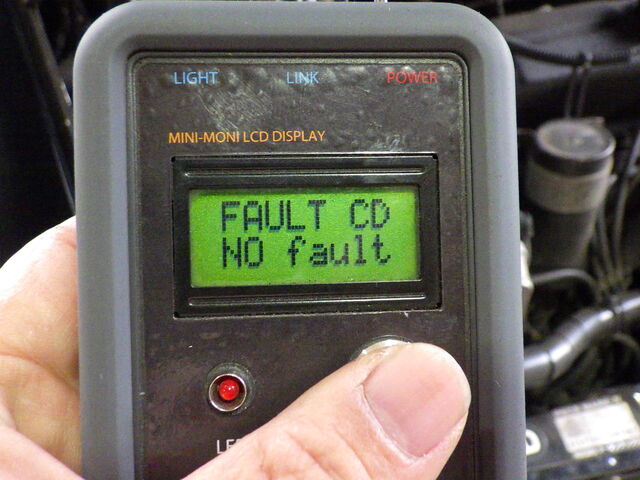 LIGHT LINK POWER
MINI-MONI LCD DISPLAY
FAULT CD
NO fault